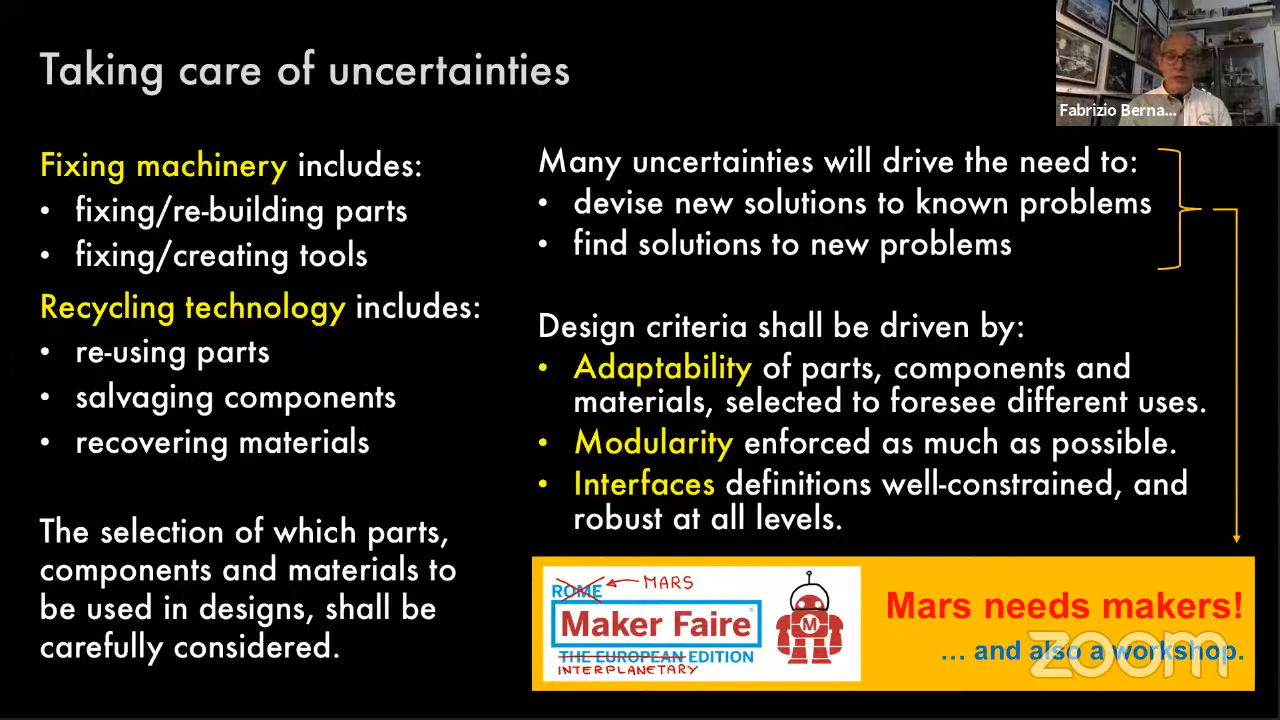 Taking care of uncertainties
Fabrizio Berna...
Fixing machinery includes:
• fixing/re-building parts
• fixing/creating tools
Recycling technology includes:
• re-using parts
• salvaging components
• recovering materials
The selection of which parts,
components and materials to
be used in designs, shall be
carefully considered.
Many uncertainties will drive the need to:
• devise new solutions to known problems
• find solutions to new problems
Design criteria shall be driven by:
• Adaptability of parts, components and
materials, selected to foresee different uses.
• Modularity enforced as much as possible.
• Interfaces definitions well-constrained, and
robust at all levels.
ROME MARS
Maker Faire®
THE EUROPEAN EDITION
INTERPLANETARY
M
Mars needs makers!
... and also a workshop.
zoom